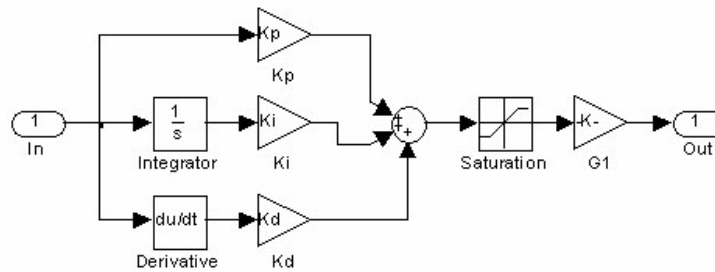 Kp
Kp
1
In
1
s
Integrator
Ki
Ki
+
+
+
Saturation
-K-
G1
1
Out
du/dt
Derivative
Kd
Kd